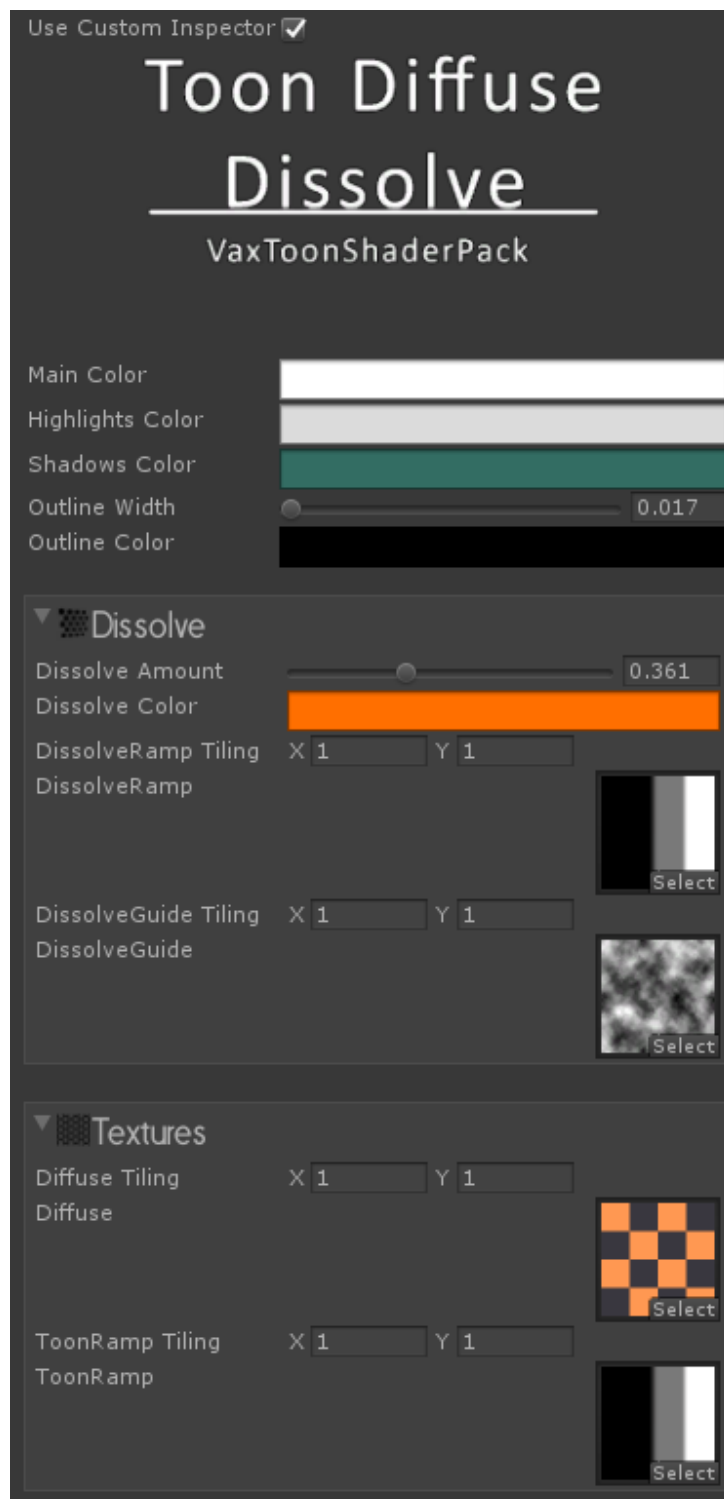 Use Custom Inspector
Toon Diffuse
Dissolve
VaxToonShaderPack
Main Color
Highlights Color
Shadows Color
Outline Width 0.017
Outline Color
Dissolve
Dissolve Amount 0.361
Dissolve Color
DissolveRamp Tiling X 1 Y 1
DissolveRamp
Select
DissolveGuide Tiling X 1 Y 1
DissolveGuide
Select
Textures
Diffuse Tiling X 1 Y 1
Diffuse
Select
ToonRamp Tiling X 1 Y 1
ToonRamp
Select